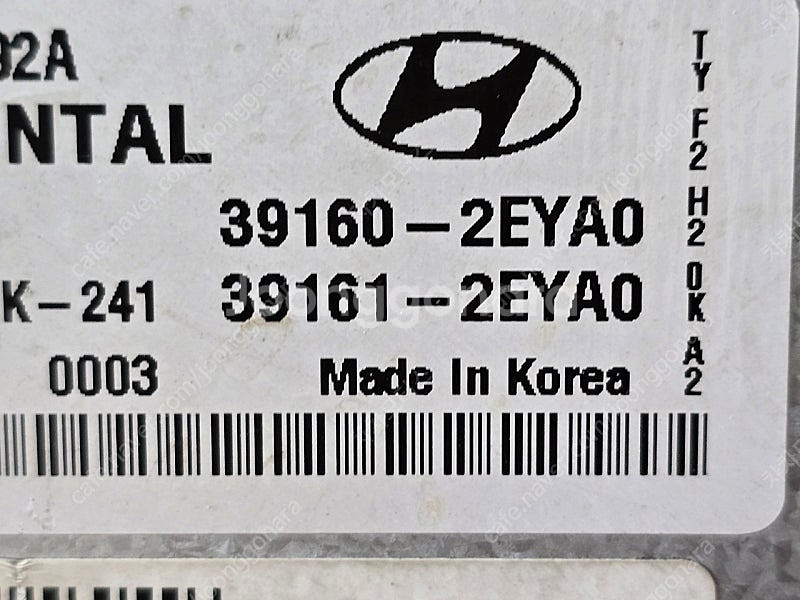 92A
NTAL
39160-2EYA0
K-241 39161-2EYA0
0003 Made In Korea
TY F2 H2 0K A2